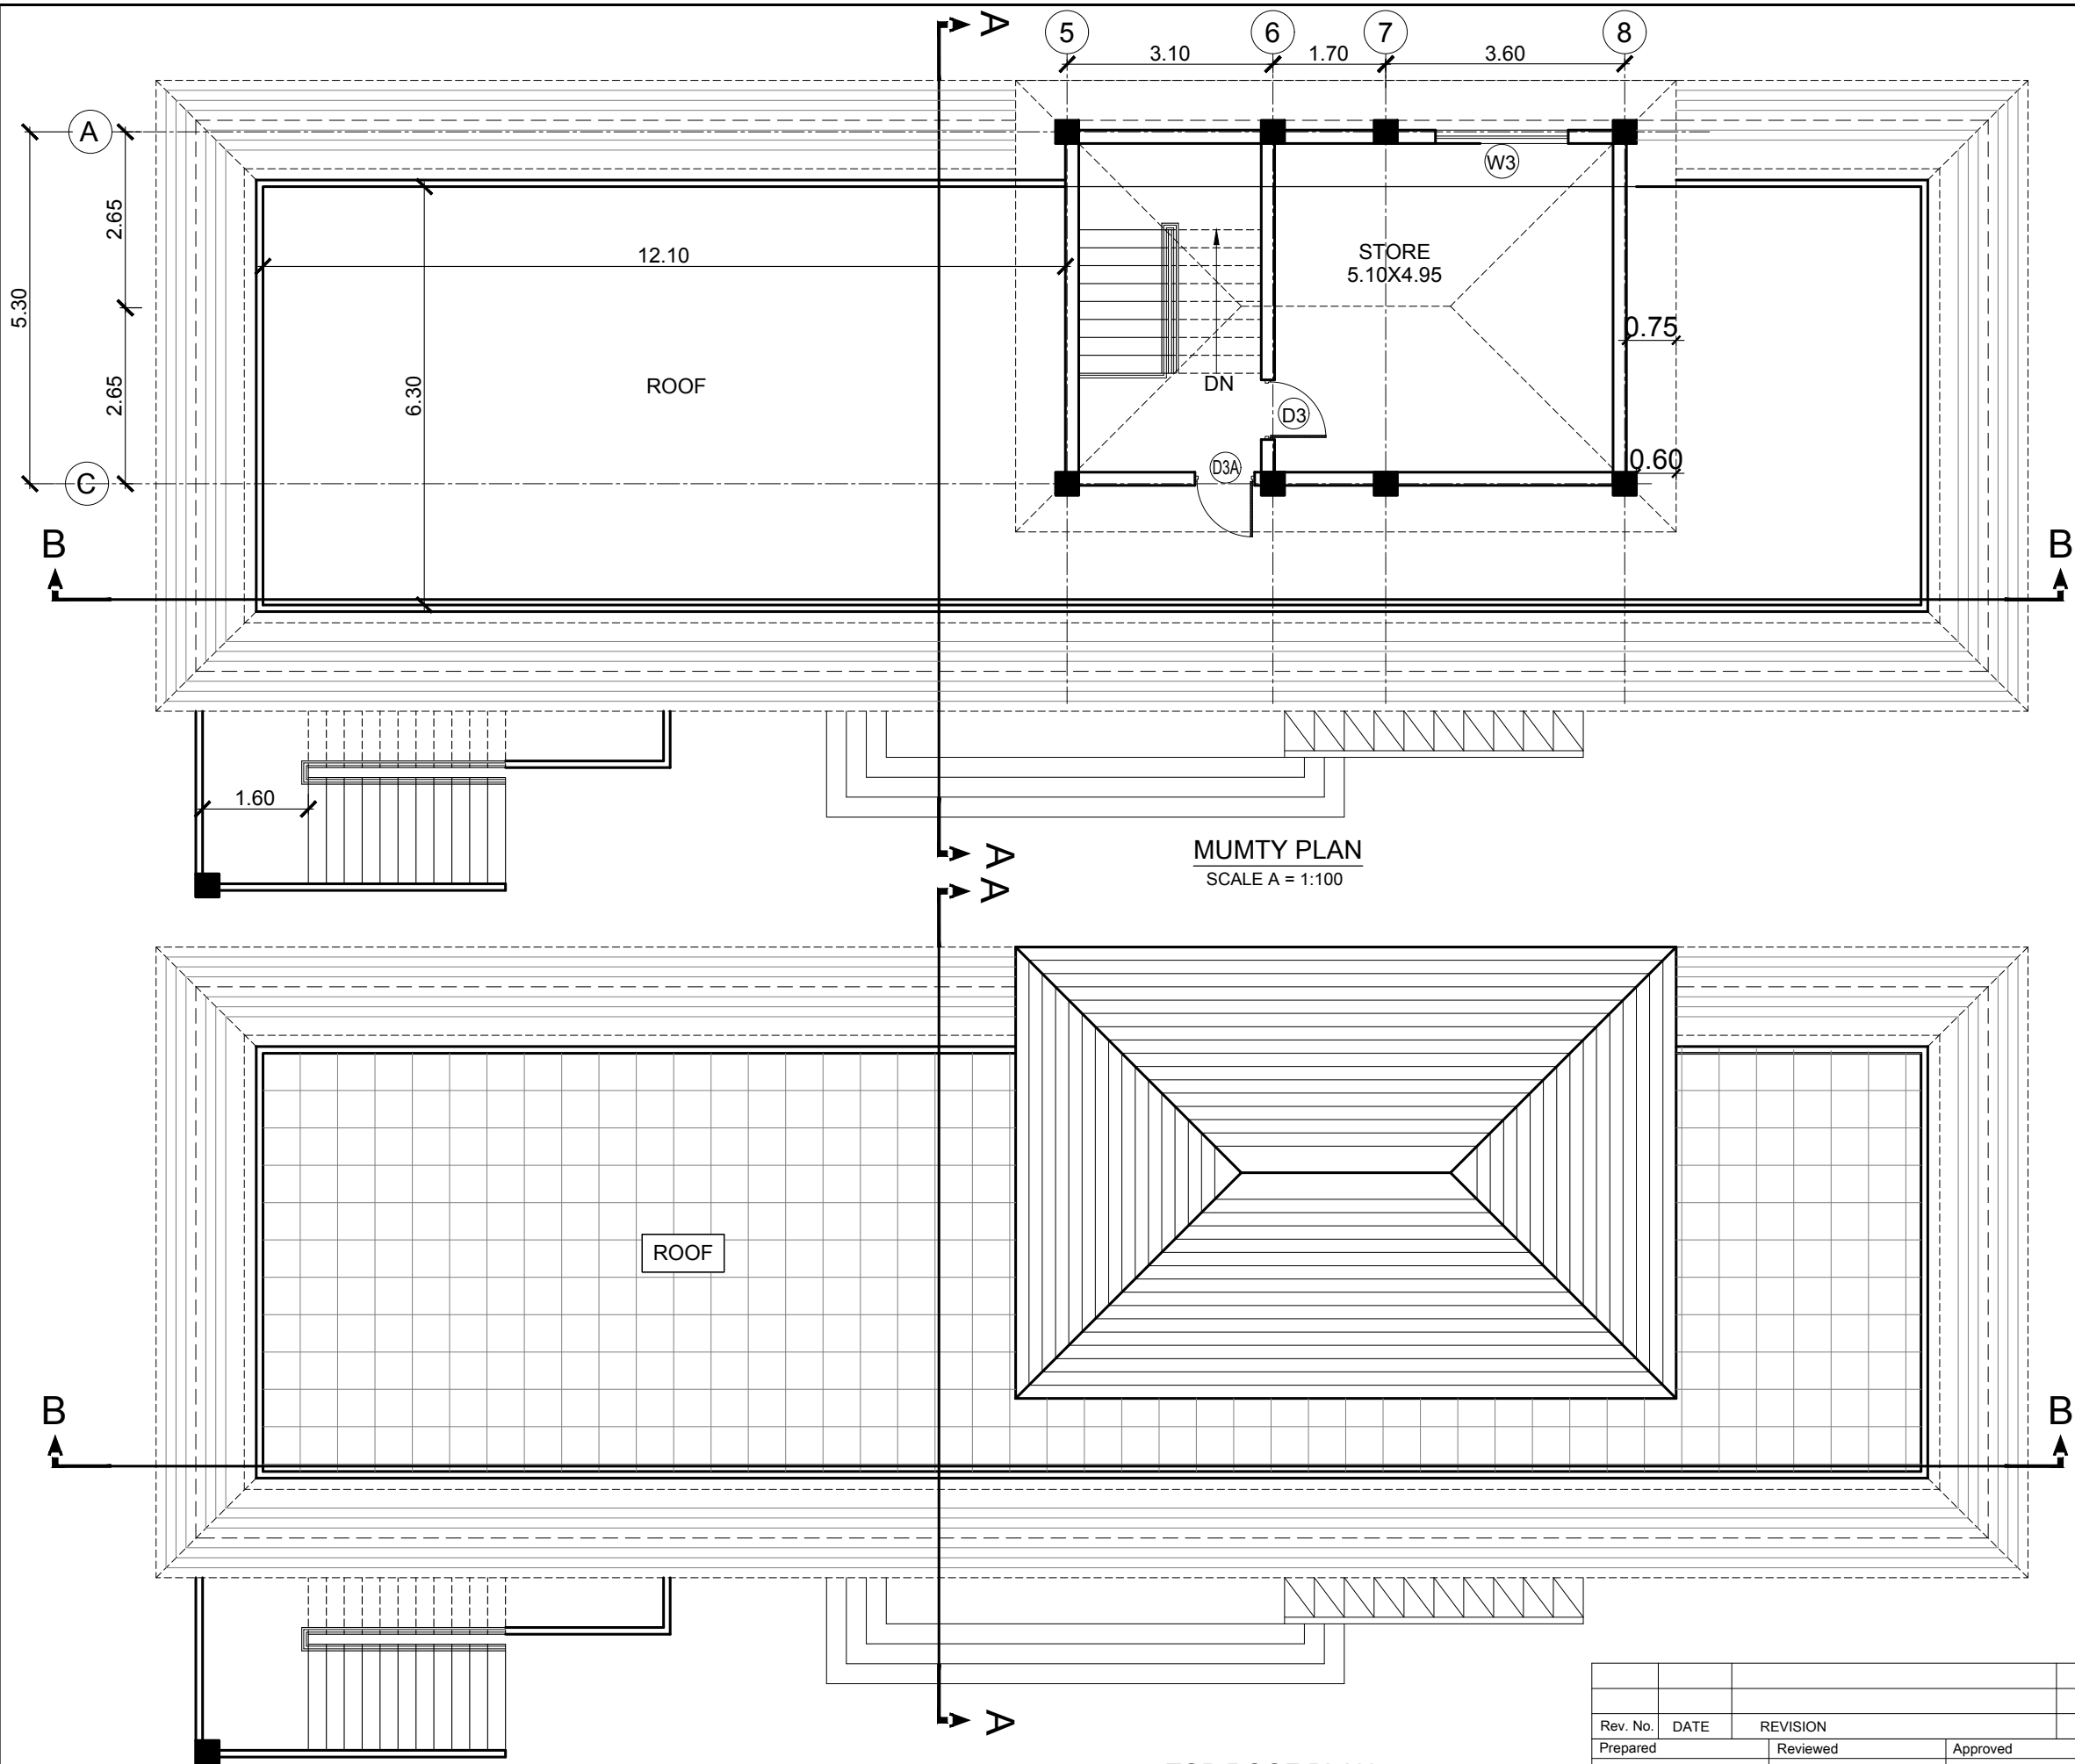 A
5 6 7 8
3.10 1.70 3.60
A
W3
2.65
5.30
12.10
STORE
5.10X4.95
0.75
2.65
6.30
ROOF
DN
D3
D3A
0.60
C
B B
1.60
A
MUMTY PLAN
SCALE A = 1:100
A
ROOF
B B
A
Rev. No. DATE REVISION
Prepared Reviewed Approved